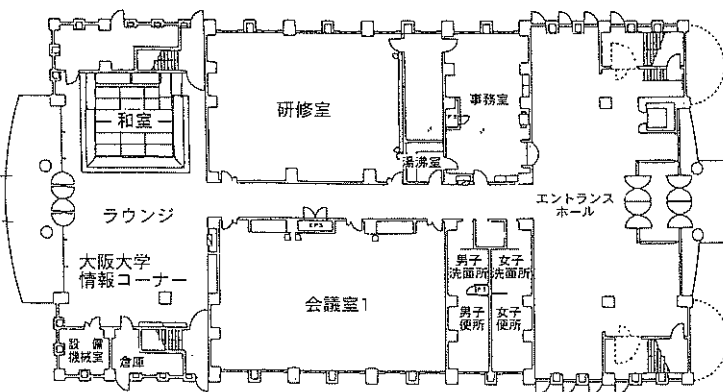 和室
研修室
事務室
湯沸室
エントランス
ホール
ラウンジ
大阪大学
情報コーナー
EPS
会議室1
男子
洗面所
女子
洗面所
男子
便所
女子
便所
設備
機械室
倉庫